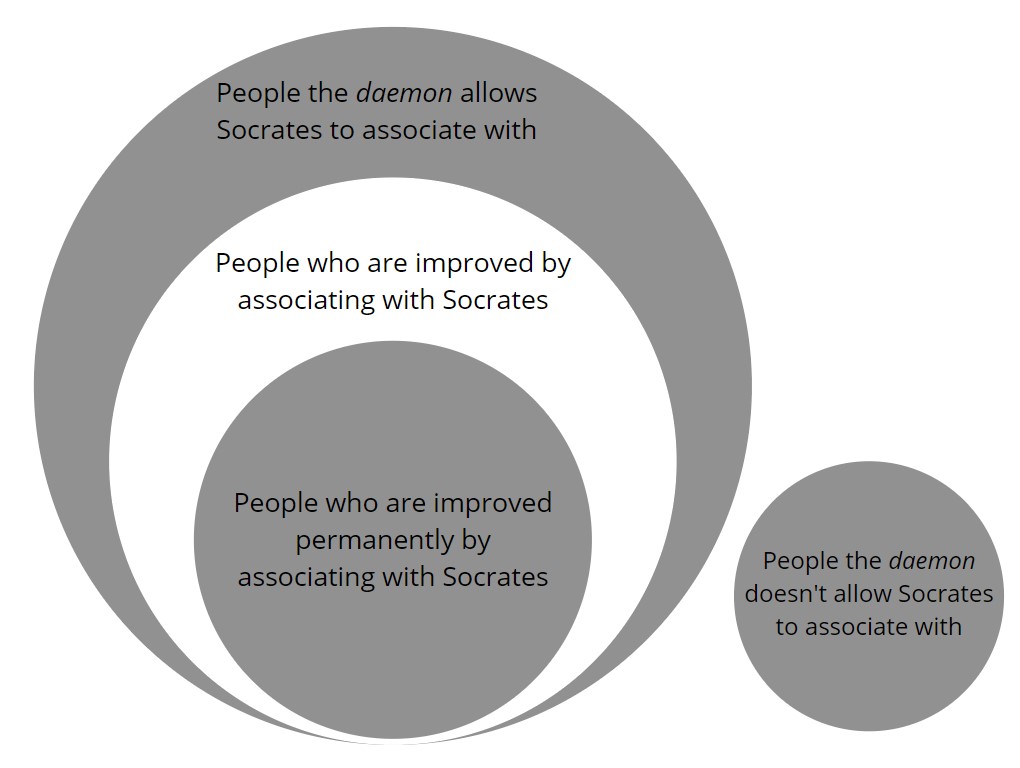 People the daemon allows
Socrates to associate with
People who are improved by
associating with Socrates
People who are improved
permanently by
associating with Socrates
People the daemon
doesn't allow Socrates
to associate with